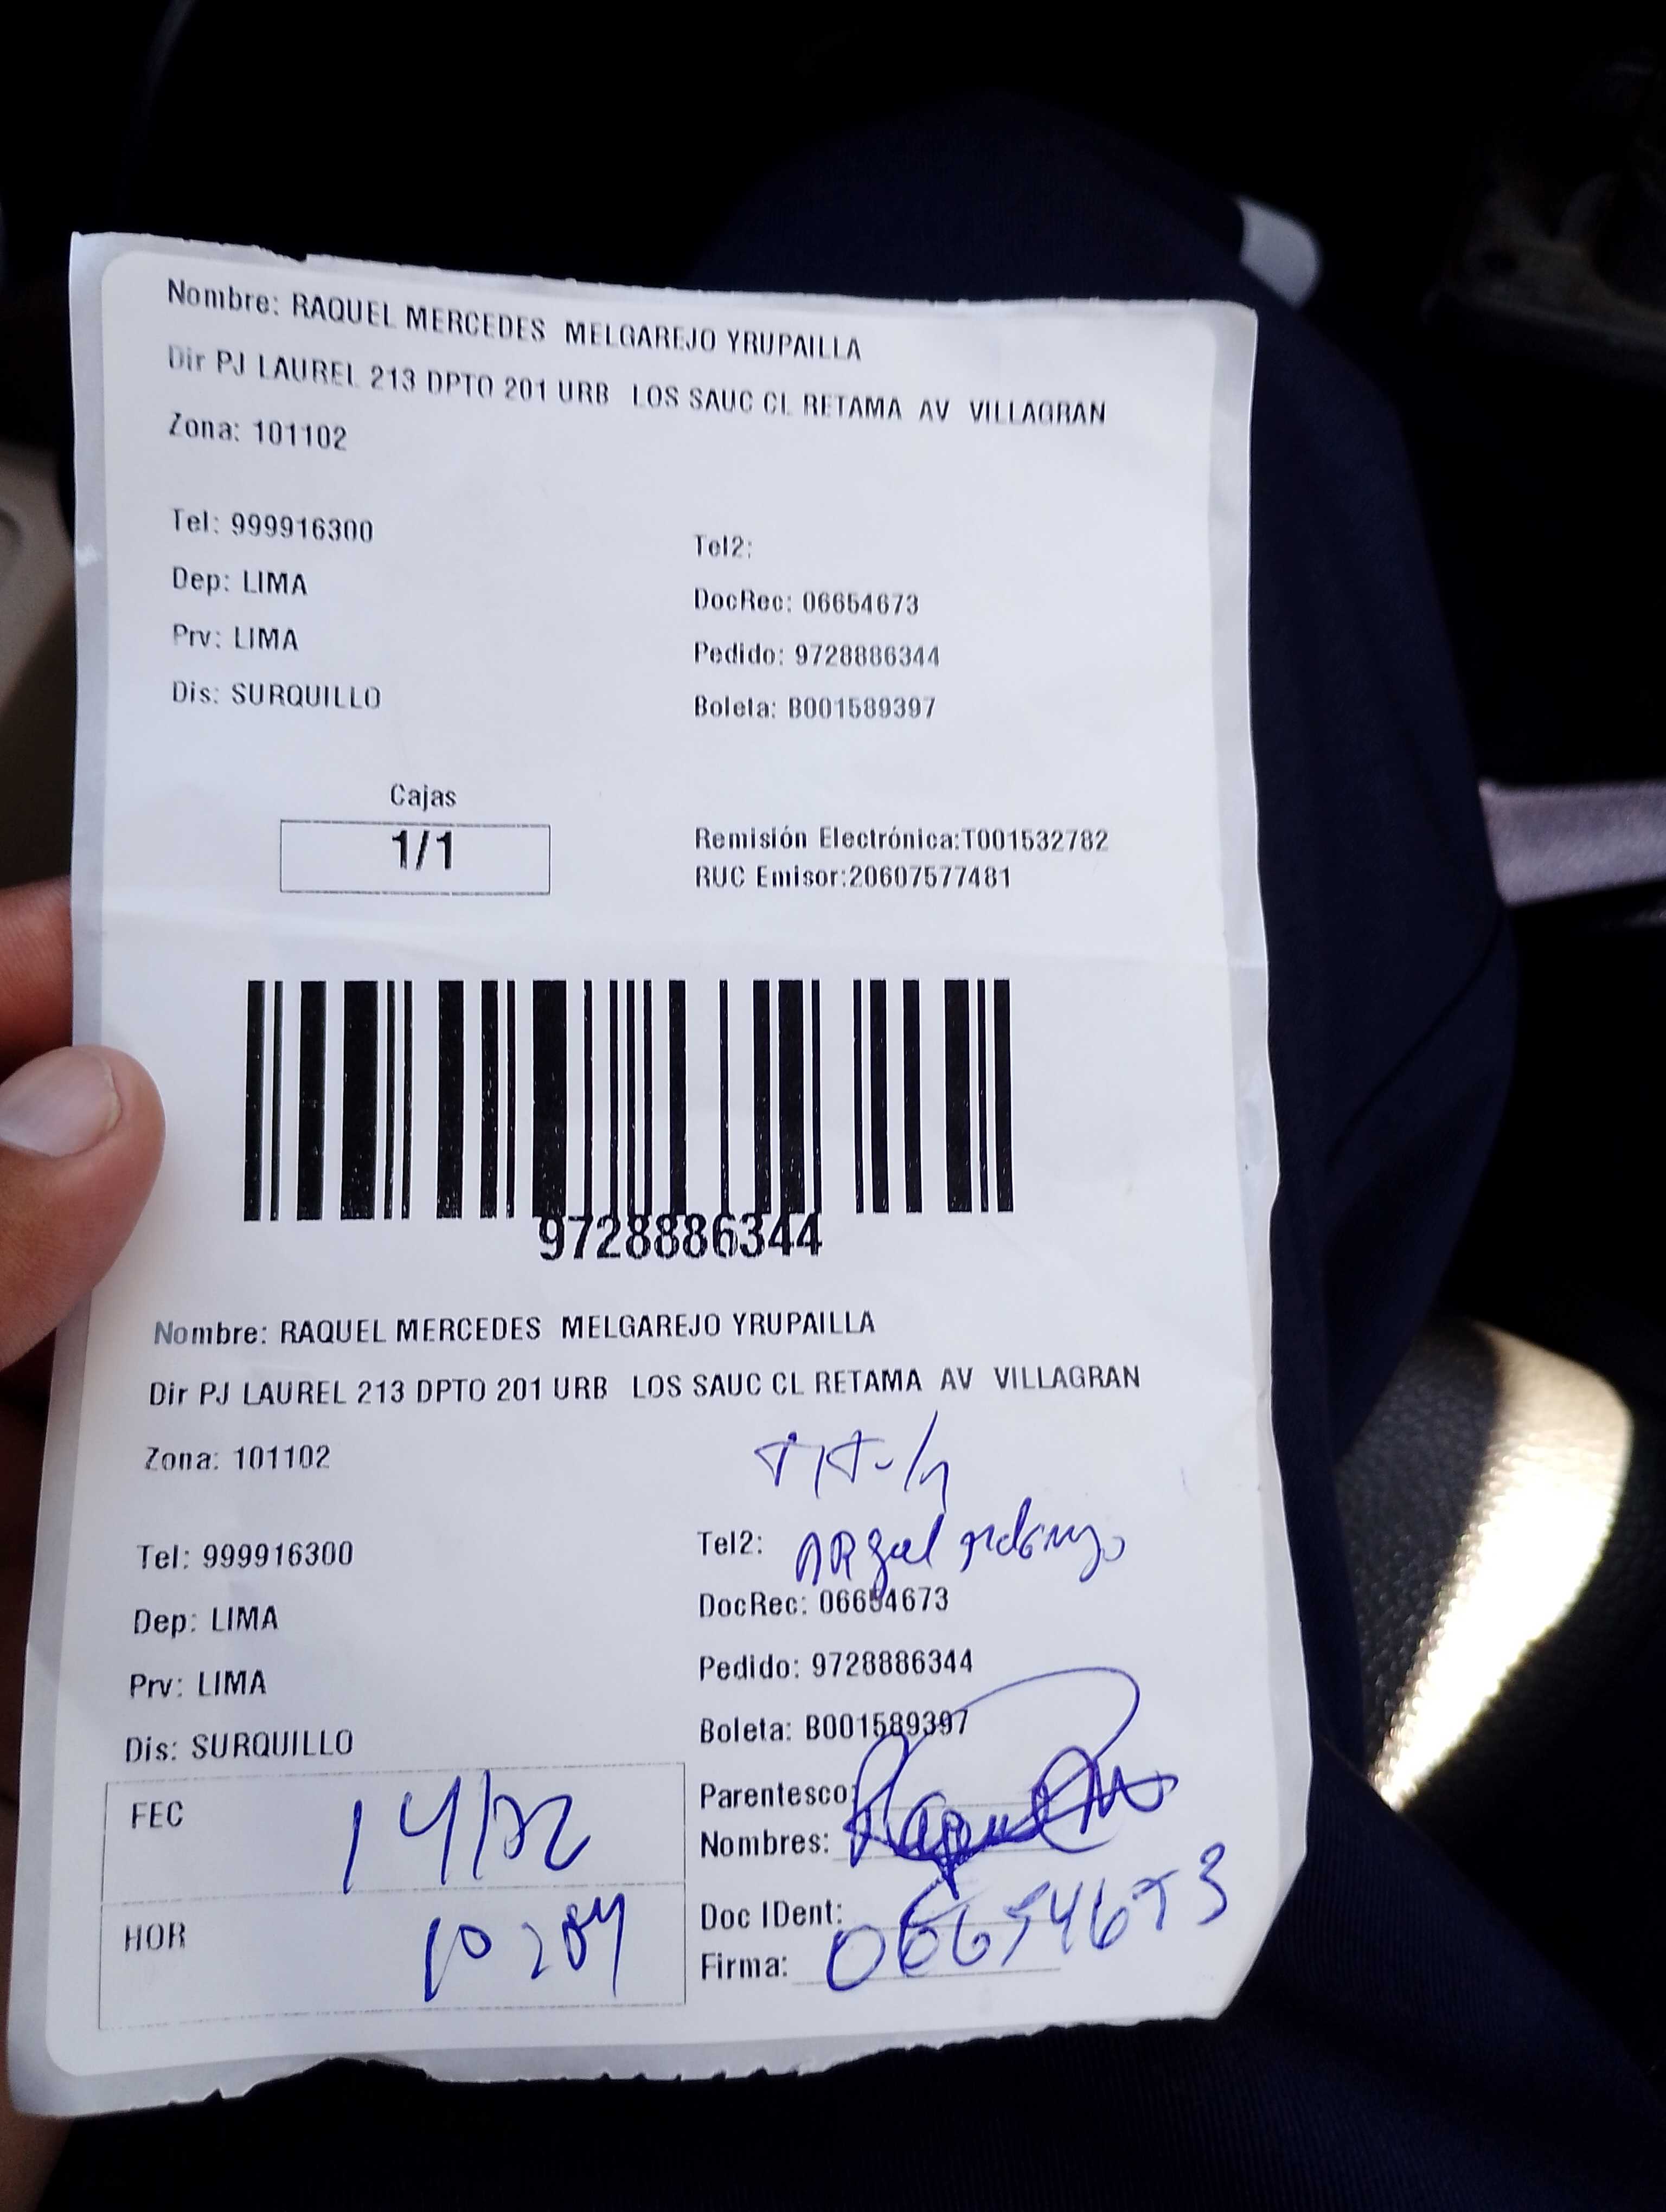 Nombre: RAQUEL MERCEDES MELGAREJO YRUPAILLA
Dir PJ LAUREL 213 DPTO 201 URB LOS SAUC CL RETAMA AV VILLAGRAN
Zona: 101102
Tel: 999916300
Tel2:
Dep: LIMA
DocRec: 06654673
Prv: LIMA
Pedido: 9728886344
Dis: SURQUILLO
Boleta: B001589397
Cajas
1/1
Remisión Electrónica:T001532782
RUC Emisor:20607577481
9728886344
Nombre: RAQUEL MERCEDES MELGAREJO YRUPAILLA
Dir PJ LAUREL 213 DPTO 201 URB LOS SAUC CL RETAMA AV VILLAGRAN
Zona: 101102
Tel: 999916300
Tel2:
Dep: LIMA
DocRec: 06654673
Prv: LIMA
Pedido: 9728886344
Dis: SURQUILLO
Boleta: B001589397
FEC
Parentesco:
Nombres:
HOR
Doc IDent: 06654673
Firma: